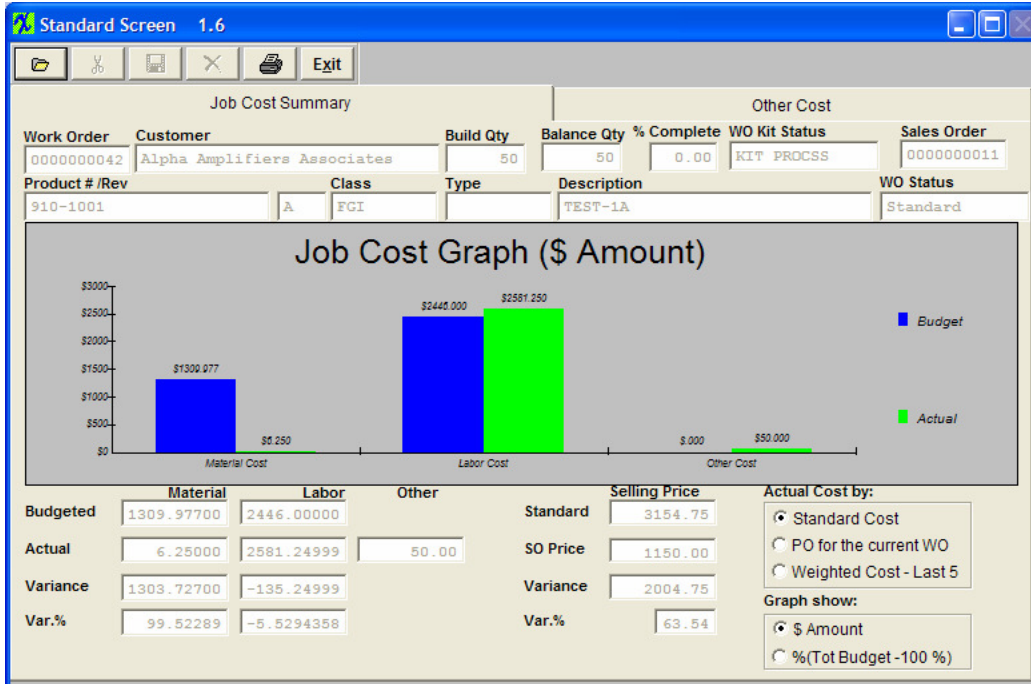 Standard Screen 1.6
Exit
Job Cost Summary Other Cost
Work Order Customer Build Qty Balance Qty % Complete WO Kit Status Sales Order
0000000042 Alpha Amplifiers Associates 50 50 0.00 KIT PROCSS 0000000011
Product # /Rev Class Type Description WO Status
910-1001 A FGI TEST-1A Standard
Job Cost Graph ($ Amount)
$3000
$2500
$2000
$1500
$1000
$500
$0
$1309.977 $6.250 $2446.000 $2581.250 $.000 $50.000
Material Cost Labor Cost Other Cost
Budget
Actual
Material Labor Other Selling Price Actual Cost by:
Budgeted 1309.97700 2446.00000 Standard 3154.75 Standard Cost
Actual 6.25000 2581.24999 50.00 SO Price 1150.00 PO for the current WO
Variance 1303.72700 -135.24999 Variance 2004.75 Weighted Cost - Last 5
Graph show:
Var.% 99.52289 -5.5294358 Var.% 63.54 $ Amount
%(Tot Budget -100 %)